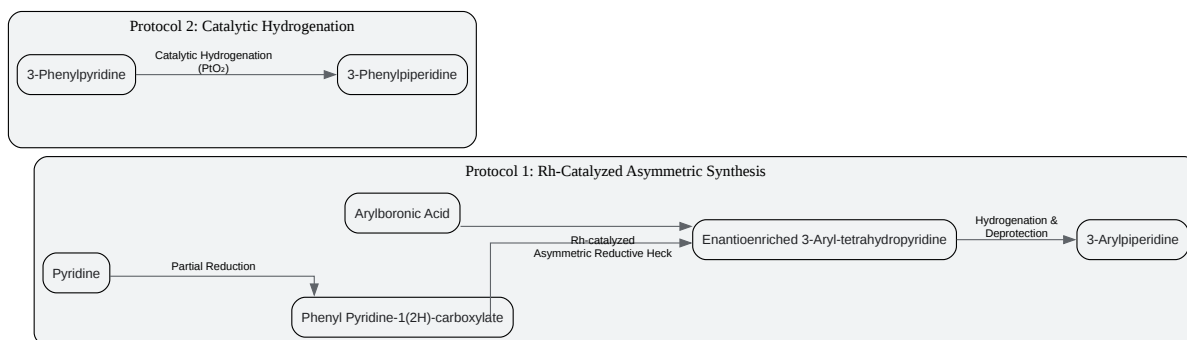 Protocol 2: Catalytic Hydrogenation
3-Phenylpyridine
Catalytic Hydrogenation
(PtO₂)
3-Phenylpiperidine
Protocol 1: Rh-Catalyzed Asymmetric Synthesis
Arylboronic Acid
Pyridine
Partial Reduction
Phenyl Pyridine-1(2H)-carboxylate
Rh-catalyzed
Asymmetric Reductive Heck
Enantioenriched 3-Aryl-tetrahydropyridine
Hydrogenation &
Deprotection
3-Arylpiperidine